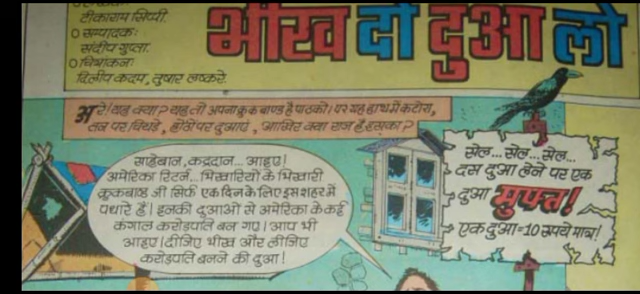 टीकाराम सिप्पी.
० सम्पादक:
संदीप गुप्ता.
० चित्रांकन:
दिलीप कदम, तुषार लष्करे.
भीख दो दुआ लो
अरे! यह क्या? यह तो अपना क्रुक बाण्ड है पाठको। पर यह हाथ में कटोरा,
तन पर चिथड़े, होंठों पर दुआएं, आखिर क्या राज है इसका?
साहेबान, कद्रदान... आइए!
अमेरिका रिटर्न.. भिखारियों के भिखारी
क्रूकबाण्ड जी सिर्फ एक दिन के लिए इस शहर में
पधारे हैं। इनकी दुआओं से अमेरिका के कई
कंगाल करोड़पति बन गए। आप भी
आइए। दीजिए भीख और लीजिए
करोड़पति बनने की दुआ!
सेल... सेल... सेल...
दस दुआ लेने पर एक
दुआ मुफ्त!
एक दुआ=10 रुपये मात्र!